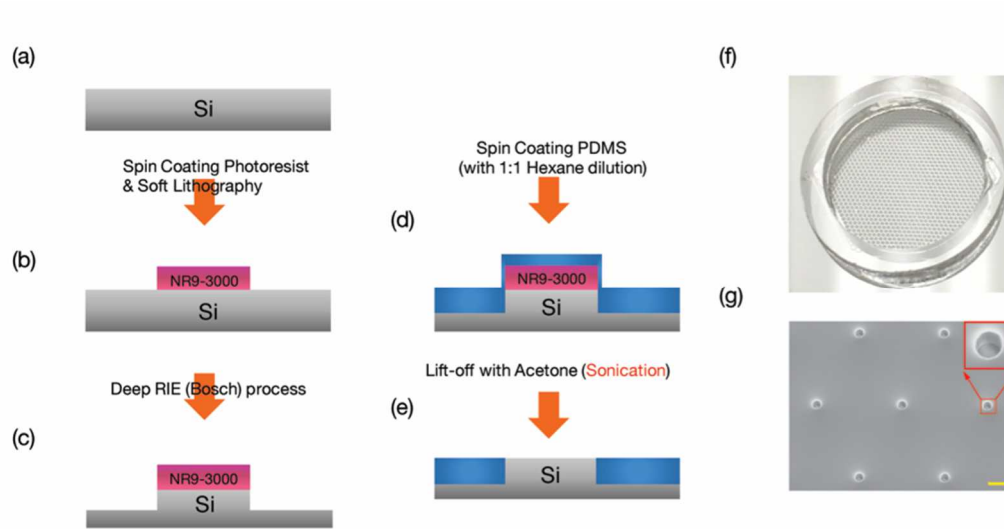 (a)
Si
Spin Coating Photoresist
& Soft Lithography
(b)
NR9-3000
Si
Deep RIE (Bosch) process
(c)
NR9-3000
Si
Spin Coating PDMS
(with 1:1 Hexane dilution)
(d)
NR9-3000
Si
Lift-off with Acetone (Sonication)
(e)
Si
(f)
(g)